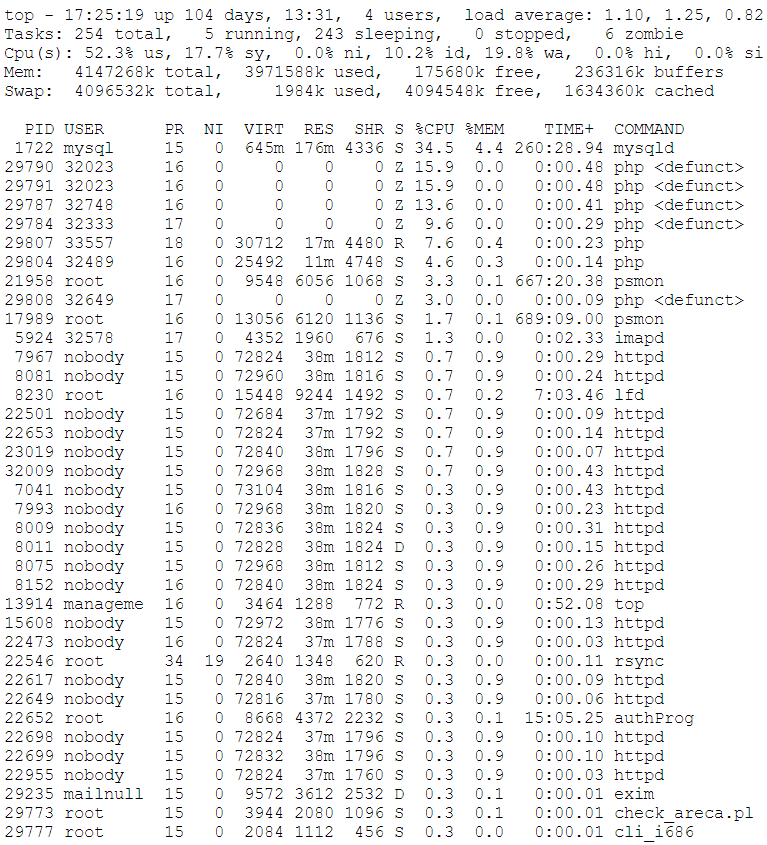 top - 17:25:19 up 104 days, 13:31,  4 users,  load average: 1.10, 1.25, 0.82
Tasks: 254 total,   5 running, 243 sleeping,   0 stopped,   6 zombie
Cpu(s): 52.3% us, 17.7% sy,  0.0% ni, 10.2% id, 19.8% wa,  0.0% hi,  0.0% si
Mem:   4147268k total,  3971588k used,   175680k free,   236316k buffers
Swap:  4096532k total,     1984k used,  4094548k free,  1634360k cached

  PID USER      PR  NI  VIRT  RES  SHR S %CPU %MEM    TIME+  COMMAND
 1722 mysql     15   0  645m 176m 4336 S 34.5  4.4 260:28.94 mysqld
29790 32023     16   0     0    0    0 Z 15.9  0.0   0:00.48 php <defunct>
29791 32023     16   0     0    0    0 Z 15.9  0.0   0:00.48 php <defunct>
29787 32748     16   0     0    0    0 Z 13.6  0.0   0:00.41 php <defunct>
29784 32333     17   0     0    0    0 Z  9.6  0.0   0:00.29 php <defunct>
29807 33557     18   0 30712  17m 4480 R  7.6  0.4   0:00.23 php
29804 32489     16   0 25492  11m 4748 S  4.6  0.3   0:00.14 php
21958 root      16   0  9548 6056 1068 S  3.3  0.1 667:20.38 psmon
29808 32649     17   0     0    0    0 Z  3.0  0.0   0:00.09 php <defunct>
17989 root      16   0 13056 6120 1136 S  1.7  0.1 689:09.00 psmon
 5924 32578     17   0  4352 1960  676 S  1.3  0.0   0:02.33 imapd
 7967 nobody    15   0 72824  38m 1812 S  0.7  0.9   0:00.29 httpd
 8081 nobody    15   0 72960  38m 1816 S  0.7  0.9   0:00.24 httpd
 8230 root      16   0 15448 9244 1492 S  0.7  0.2   7:03.46 lfd
22501 nobody    15   0 72684  37m 1792 S  0.7  0.9   0:00.09 httpd
22653 nobody    15   0 72824  37m 1792 S  0.7  0.9   0:00.14 httpd
23019 nobody    15   0 72840  38m 1796 S  0.7  0.9   0:00.07 httpd
32009 nobody    15   0 72968  38m 1828 S  0.7  0.9   0:00.43 httpd
 7041 nobody    15   0 73104  38m 1816 S  0.3  0.9   0:00.43 httpd
 7993 nobody    16   0 72968  38m 1820 S  0.3  0.9   0:00.23 httpd
 8009 nobody    15   0 72836  38m 1824 S  0.3  0.9   0:00.31 httpd
 8011 nobody    15   0 72828  38m 1824 D  0.3  0.9   0:00.15 httpd
 8075 nobody    15   0 72968  38m 1812 S  0.3  0.9   0:00.26 httpd
 8152 nobody    16   0 72840  38m 1824 S  0.3  0.9   0:00.29 httpd
13914 manageme  16   0  3464 1288  772 R  0.3  0.0   0:52.08 top
15608 nobody    15   0 72972  38m 1776 S  0.3  0.9   0:00.13 httpd
22473 nobody    16   0 72824  37m 1788 S  0.3  0.9   0:00.03 httpd
22546 root      34  19  2640 1348  620 R  0.3  0.0   0:00.11 rsync
22617 nobody    15   0 72840  38m 1820 S  0.3  0.9   0:00.09 httpd
22649 nobody    15   0 72816  37m 1780 S  0.3  0.9   0:00.06 httpd
22652 root      16   0  8668 4372 2232 S  0.3  0.1  15:05.25 authProg
22698 nobody    15   0 72824  37m 1796 S  0.3  0.9   0:00.10 httpd
22699 nobody    15   0 72832  38m 1796 S  0.3  0.9   0:00.10 httpd
22955 nobody    15   0 72824  37m 1760 S  0.3  0.9   0:00.03 httpd
29235 mailnull  15   0  9572 3612 2532 D  0.3  0.1   0:00.01 exim
29773 root      15   0  3944 2080 1096 S  0.3  0.1   0:00.01 check_areca.pl
29777 root      15   0  2084 1112  456 S  0.3  0.0   0:00.01 cli_i686